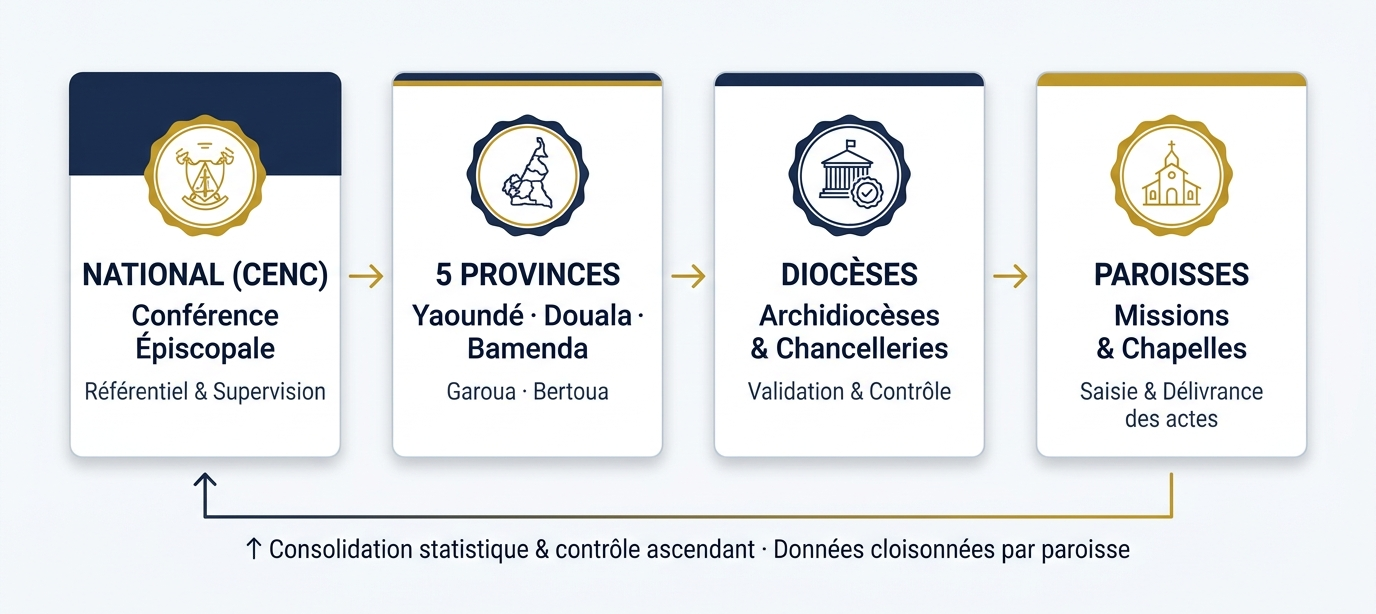 NATIONAL (CENC)
Conférence
Épiscopale
Référentiel & Supervision
5 PROVINCES
Yaoundé · Douala ·
Bamenda
Garoua · Bertoua
DIOCÈSES
Archidiocèses
& Chancelleries
Validation & Contrôle
PAROISSES
Missions
& Chapelles
Saisie & Délivrance
des actes
↑ Consolidation statistique & contrôle ascendant · Données cloisonnées par paroisse